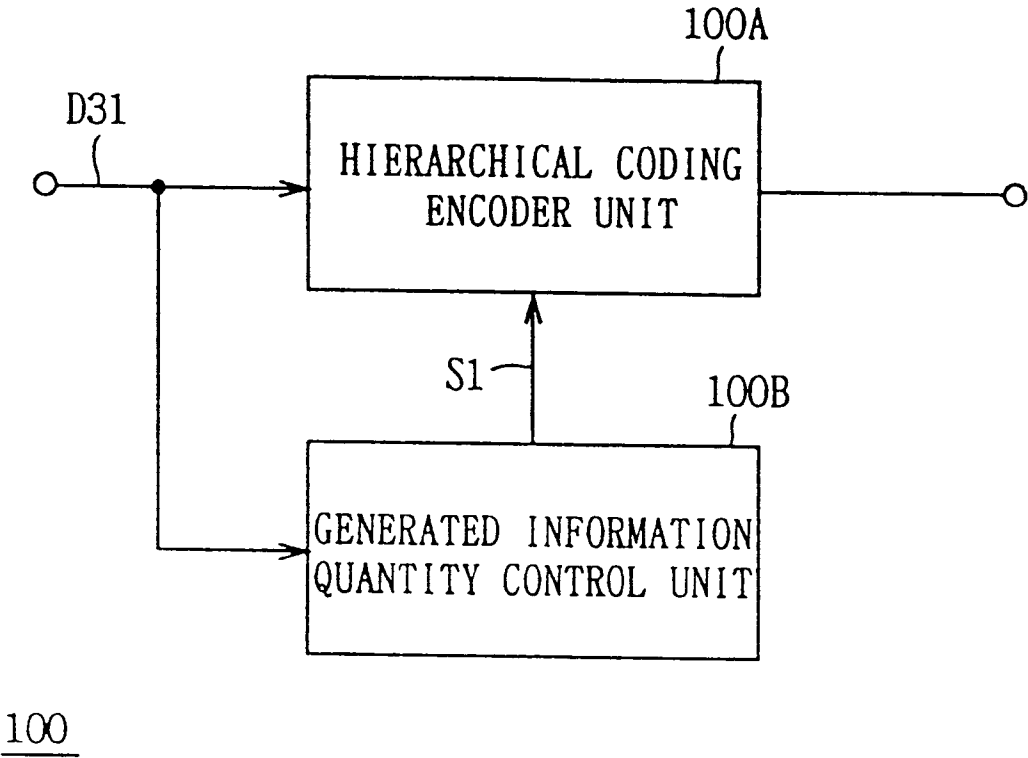 100A
D31
HIERARCHICAL CODING
ENCODER UNIT
S1
100B
GENERATED INFORMATION
QUANTITY CONTROL UNIT
100